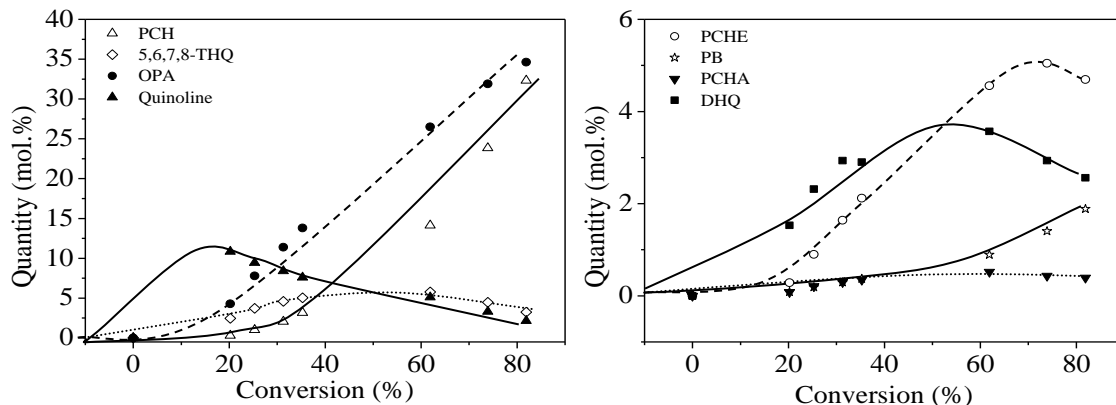 40
35
30
25
20
15
10
5
0
Quantity (mol.%)
PCH
5,6,7,8-THQ
OPA
Quinoline
0 20 40 60 80
Conversion (%)
6
4
2
0
Quantity (mol.%)
PCHE
PB
PCHA
DHQ
0 20 40 60 80
Conversion (%)